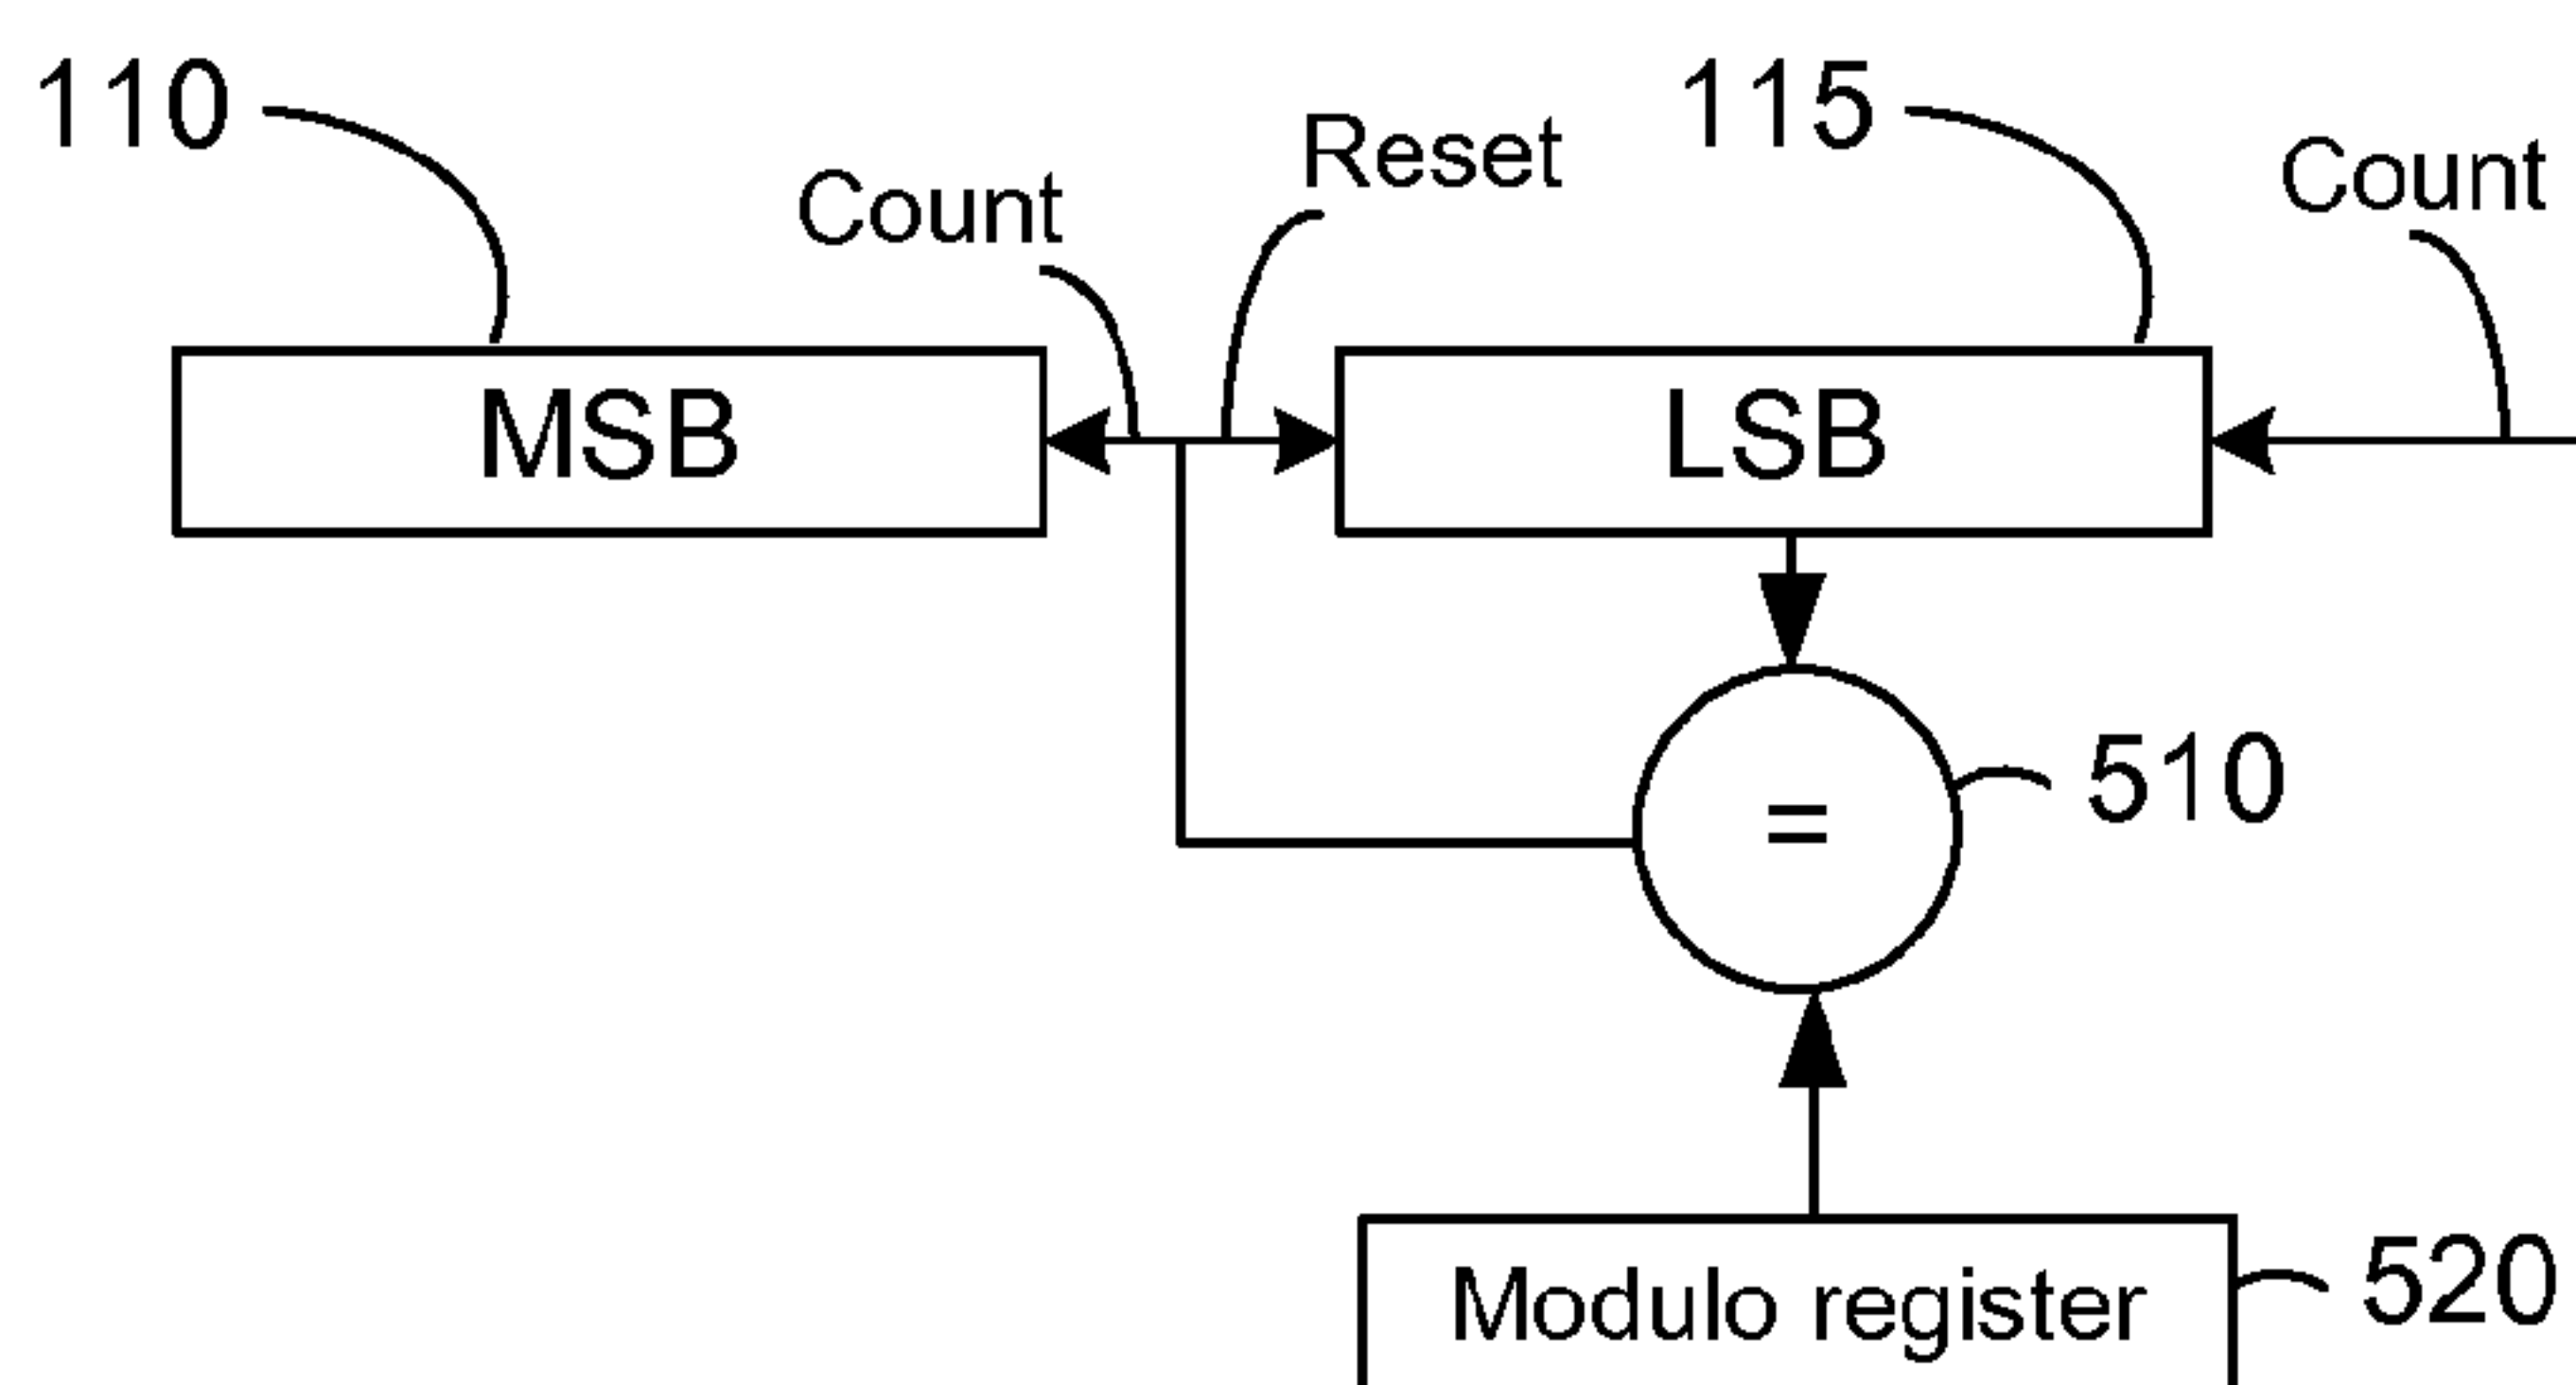 110
Count
Reset
115
Count
MSB
LSB
=
510
Modulo register
520